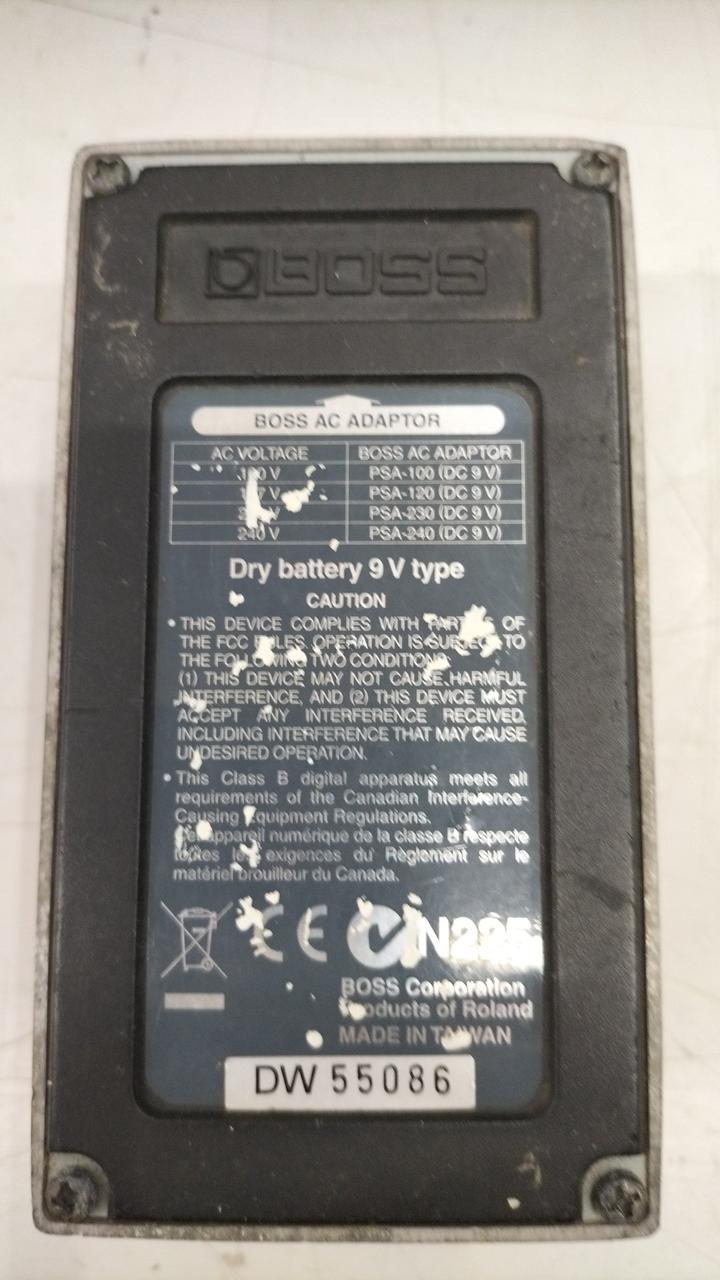 BOSS
BOSS AC ADAPTOR
AC VOLTAGE BOSS AC ADAPTOR
V PSA-100 (DC 9 V)
V PSA-120 (DC 9 V)
V PSA-230 (DC 9 V)
240 V PSA-240 (DC 9 V)
Dry battery 9 V type
CAUTION
• THIS DEVICE COMPLIES WITH PART OF
THE FCC RULES. OPERATION IS SUBJECT TO
THE FOLLOWING TWO CONDITIONS:
(1) THIS DEVICE MAY NOT CAUSE HARMFUL
INTERFERENCE, AND (2) THIS DEVICE MUST
ACCEPT ANY INTERFERENCE RECEIVED,
INCLUDING INTERFERENCE THAT MAY CAUSE
UNDESIRED OPERATION.
• This Class B digital apparatus meets all
requirements of the Canadian Interference-
Causing Equipment Regulations.
Cet appareil numérique de la classe B respecte
toutes les exigences du Règlement sur le
matériel brouilleur du Canada.
CE N225
BOSS Corporation
Products of Roland
MADE IN TAIWAN
DW 55086